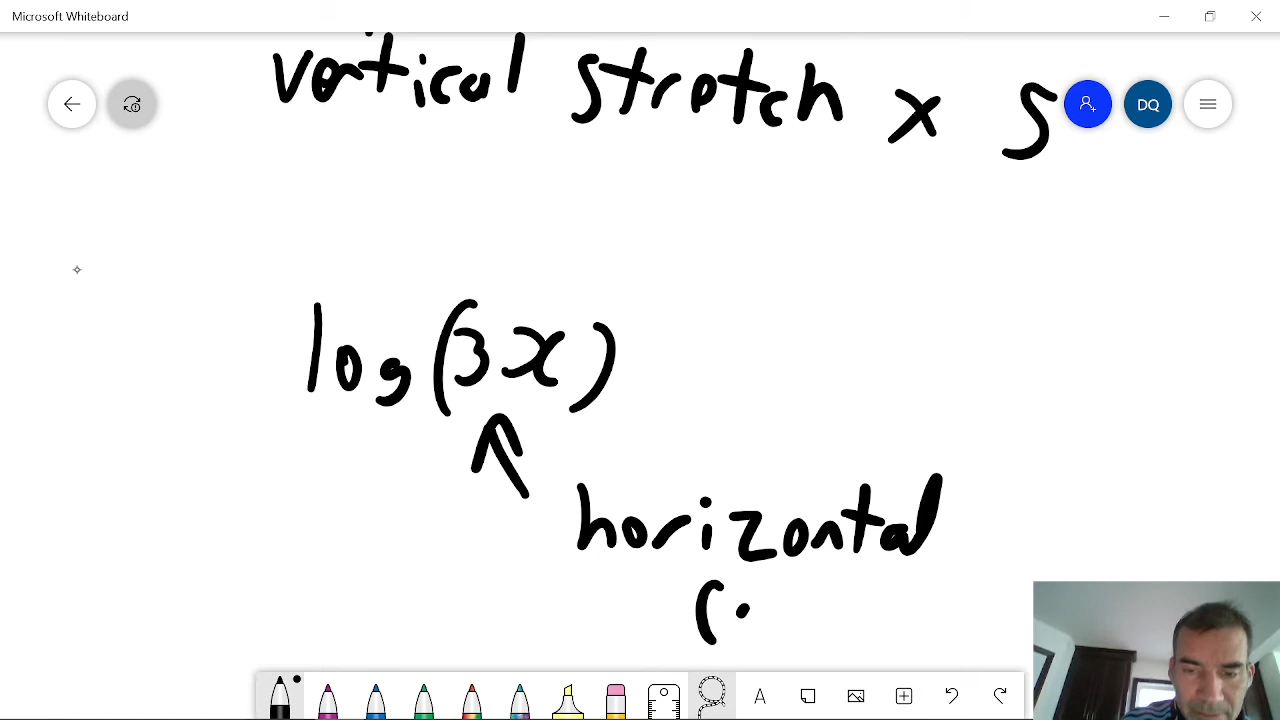 Microsoft Whiteboard
vertical stretch x 5
DQ
log(3x)
horizontal
(
A